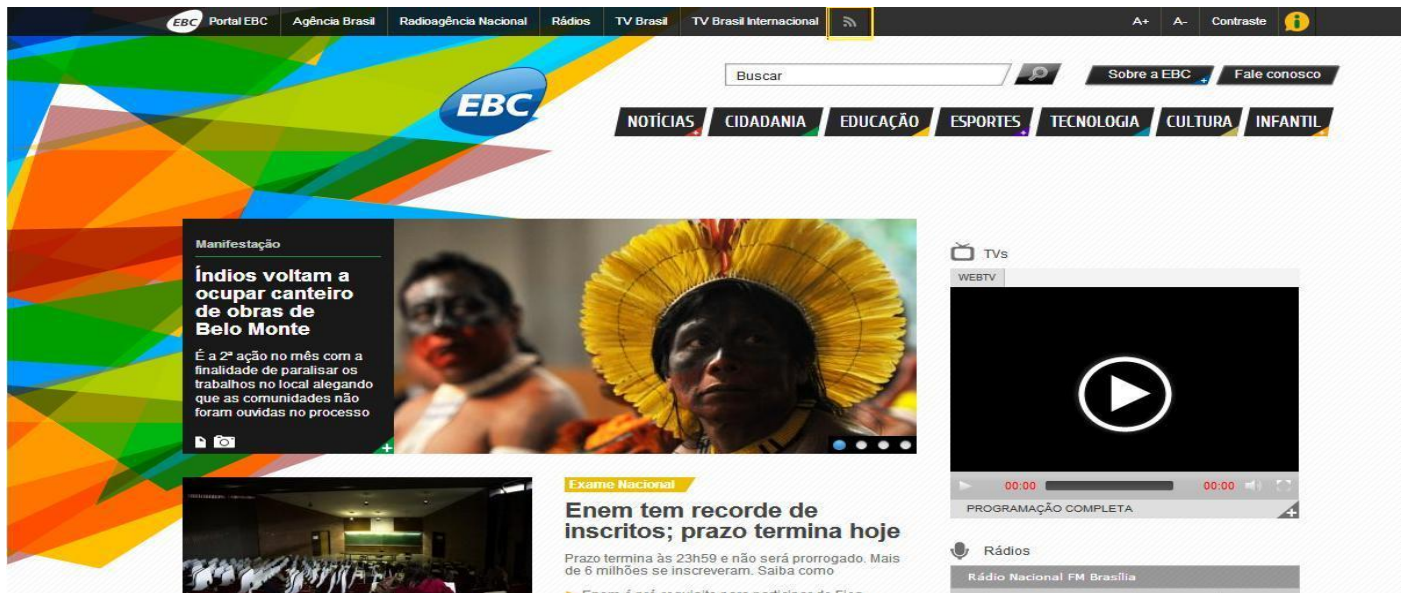 EBC Portal EBC Agência Brasil Radioagência Nacional Rádios TV Brasil TV Brasil Internacional A+ A- Contraste i
EBC
Buscar
Sobre a EBC Fale conosco
NOTÍCIAS CIDADANIA EDUCAÇÃO ESPORTES TECNOLOGIA CULTURA INFANTIL
Manifestação
Índios voltam a
ocupar canteiro
de obras de
Belo Monte
É a 2ª ação no mês com a
finalidade de paralisar os
trabalhos no local alegando
que as comunidades não
foram ouvidas no processo
Exame Nacional
Enem tem recorde de
inscritos; prazo termina hoje
Prazo termina às 23h59 e não será prorrogado. Mais
de 6 milhões se inscreveram. Saiba como
TVs
WEBTV
00:00 00:00
PROGRAMAÇÃO COMPLETA
Rádios
Rádio Nacional FM Brasília